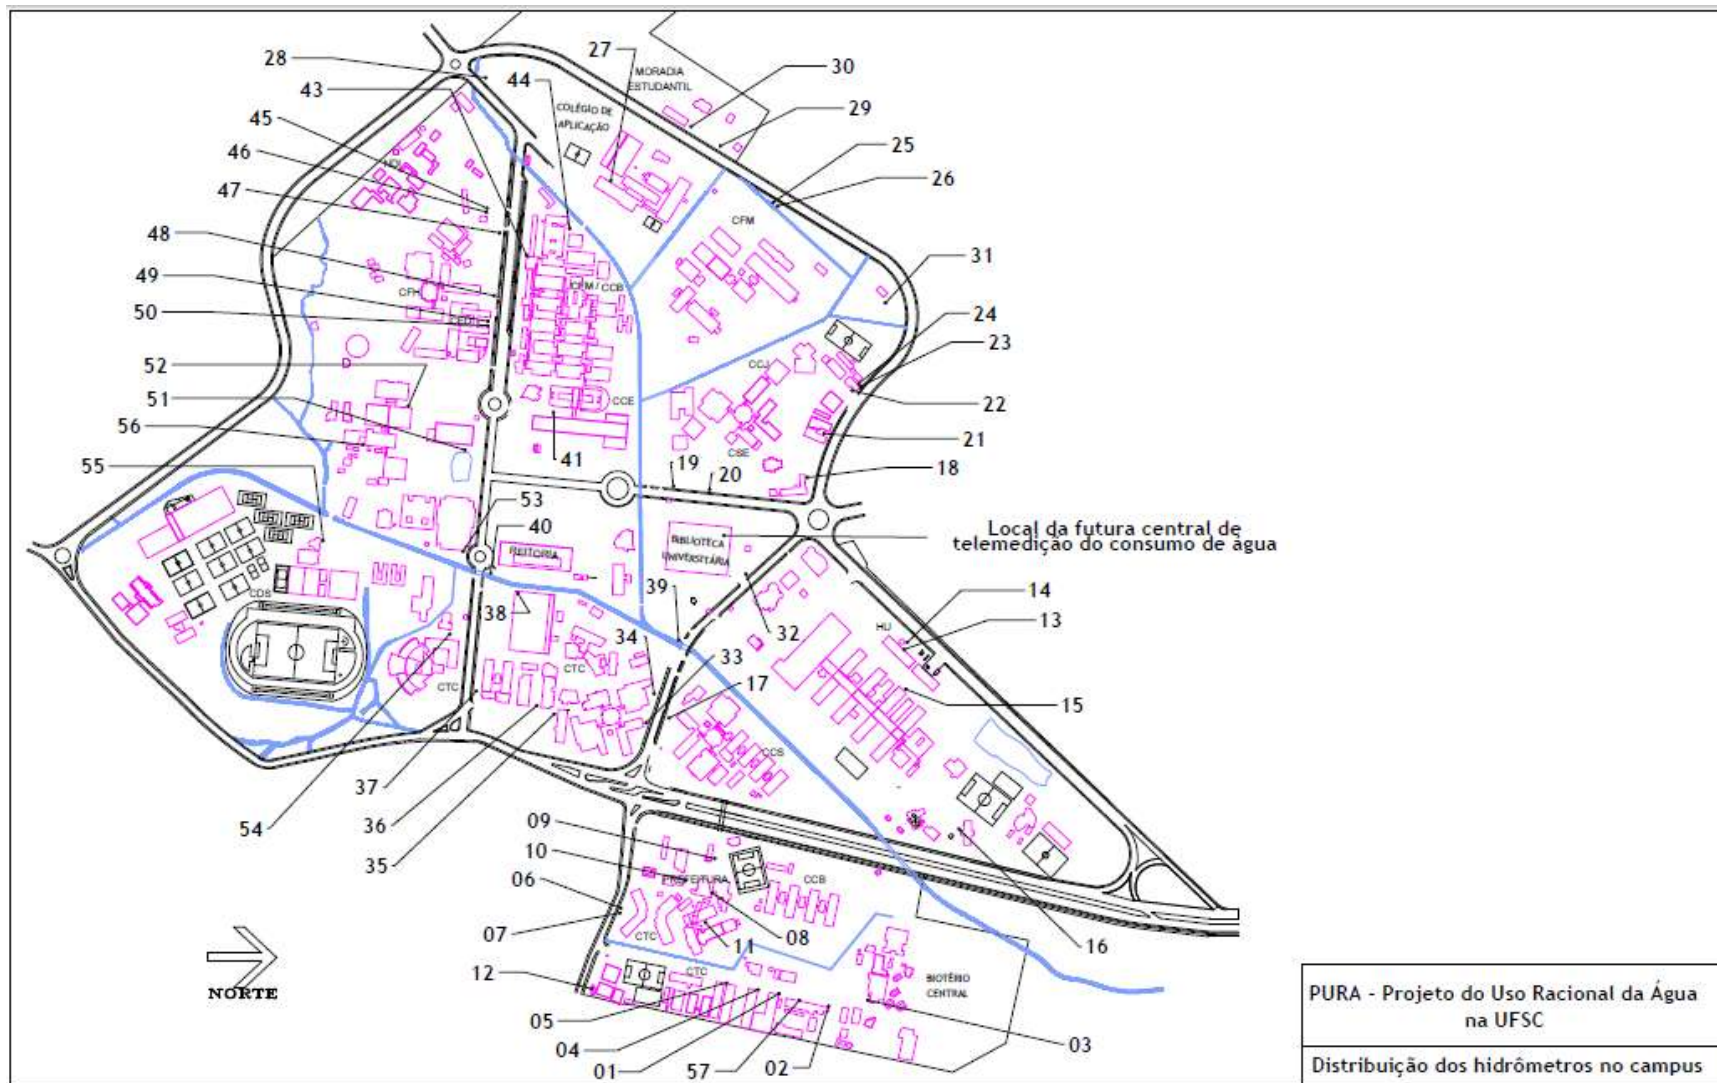 28
27
MORADIA
ESTUDANTIL
30
43
44
COLÉGIO DE
APLICAÇÃO
29
45
25
46
26
NDI
47
CFM
48
31
49
CFH
CFM / CCB
50
24
52
CCJ
23
51
CCE
22
56
CSE
21
55
41
19
20
18
53
40
REITORIA
BIBLIOTECA
UNIVERSITÁRIA
Local da futura central de
telemedição do consumo de água
CDS
38
39
34
32
HU
14
13
33
CTC
CTC
17
15
37
CCS
54
36
35
09
10
PREFEITURA
CCB
06
07
CTC
11
08
16
12
CTC
BIOTÉRIO
CENTRAL
05
04
01
57
02
03
NORTE
PURA - Projeto do Uso Racional da Água
na UFSC
Distribuição dos hidrômetros no campus